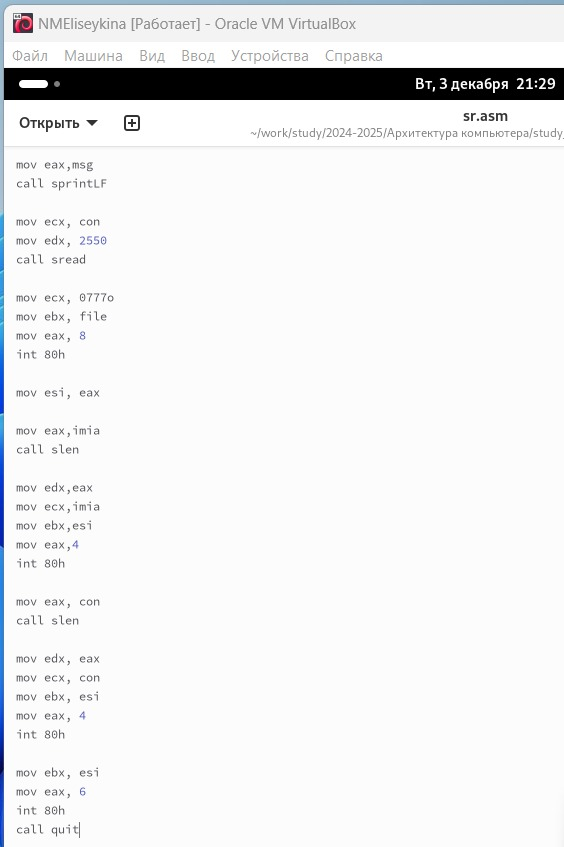 NMEliseykina [Работает] - Oracle VM VirtualBox
Файл Машина Вид Ввод Устройства Справка
Вт, 3 декабря 21:29
Открыть
sr.asm
~/work/study/2024-2025/Архитектура компьютера/study_
mov eax,msg
call sprintLF
mov ecx, con
mov edx, 2550
call sread
mov ecx, 0777o
mov ebx, file
mov eax, 8
int 80h
mov esi, eax
mov eax,imia
call slen
mov edx,eax
mov ecx,imia
mov ebx,esi
mov eax,4
int 80h
mov eax, con
call slen
mov edx, eax
mov ecx, con
mov ebx, esi
mov eax, 4
int 80h
mov ebx, esi
mov eax, 6
int 80h
call quit